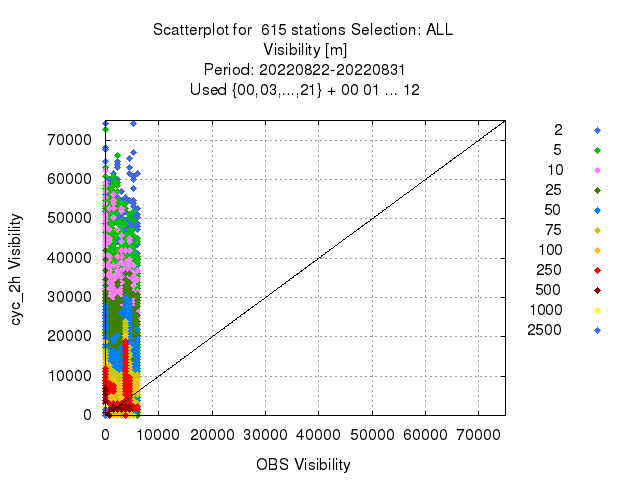 Scatterplot for 615 stations Selection: ALL
Visibility [m]
Period: 20220822-20220831
Used {00,03,...,21} + 00 01 ... 12
cyc_2h Visibility
70000
60000
50000
40000
30000
20000
10000
0
0 10000 20000 30000 40000 50000 60000 70000
OBS Visibility
2
5
10
25
50
75
100
250
500
1000
2500